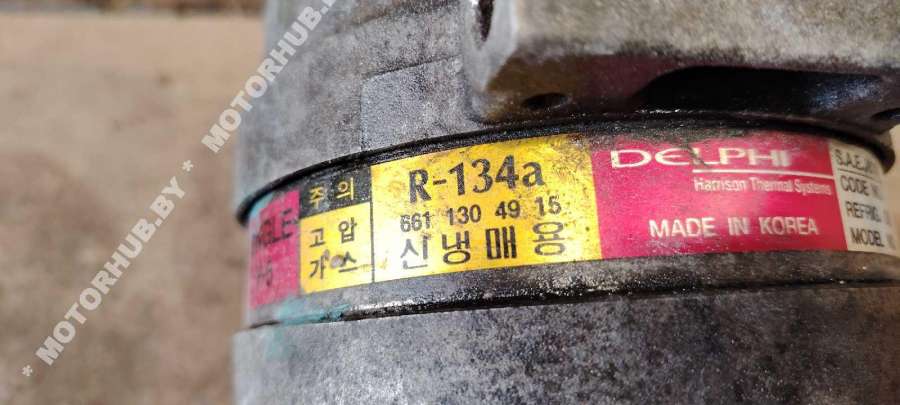 * MOTORHUB.BY * MOTORHUB.BY *
주 의
고 압
가 스
R-134a
661 130 49 15
신냉매용
DELPHI
Harrison Thermal Systems
MADE IN KOREA
S.A.E.
CODE NO
REFRIG.
MODEL